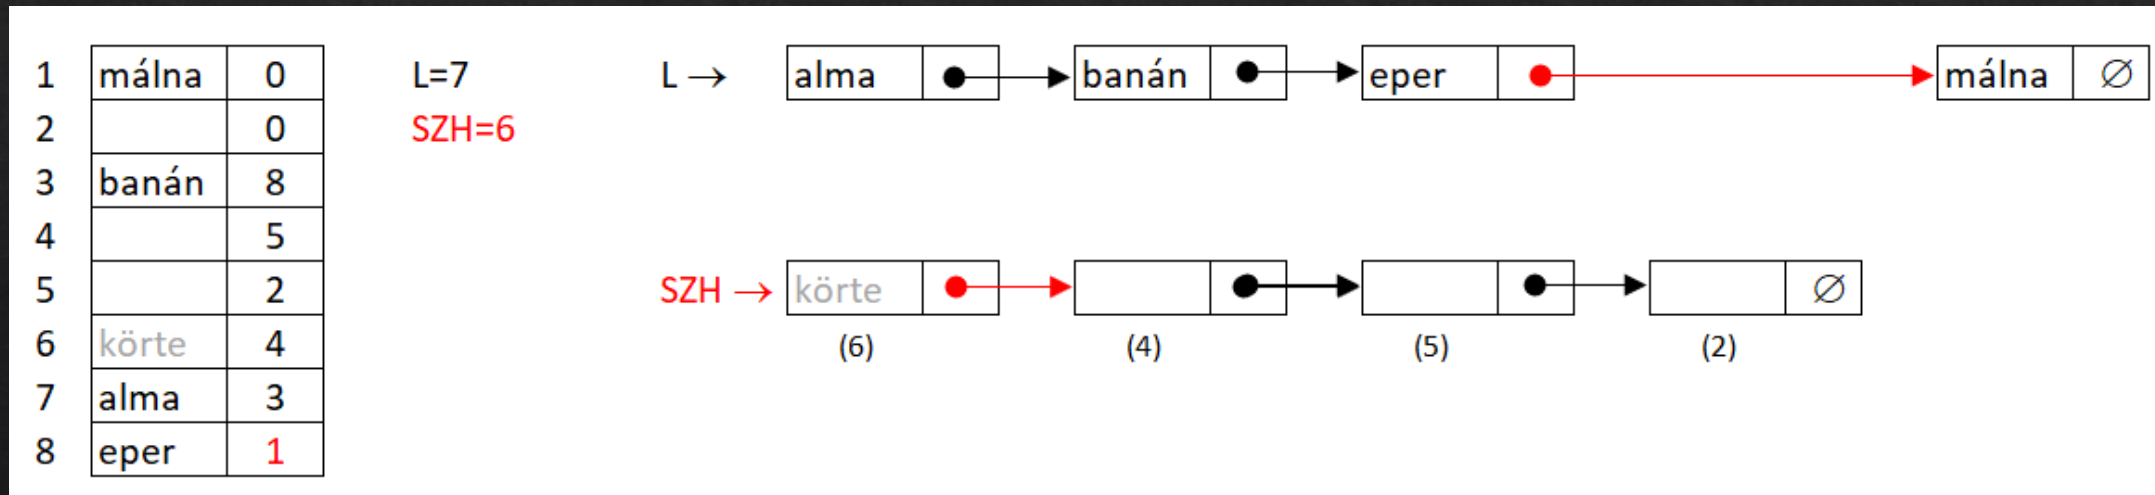 1 málna 0 L=7 L → alma banán eper málna ∅
2 0 SZH=6
3 banán 8
4 5
5 2 SZH → körte ∅
6 körte 4 (6) (4) (5) (2)
7 alma 3
8 eper 1